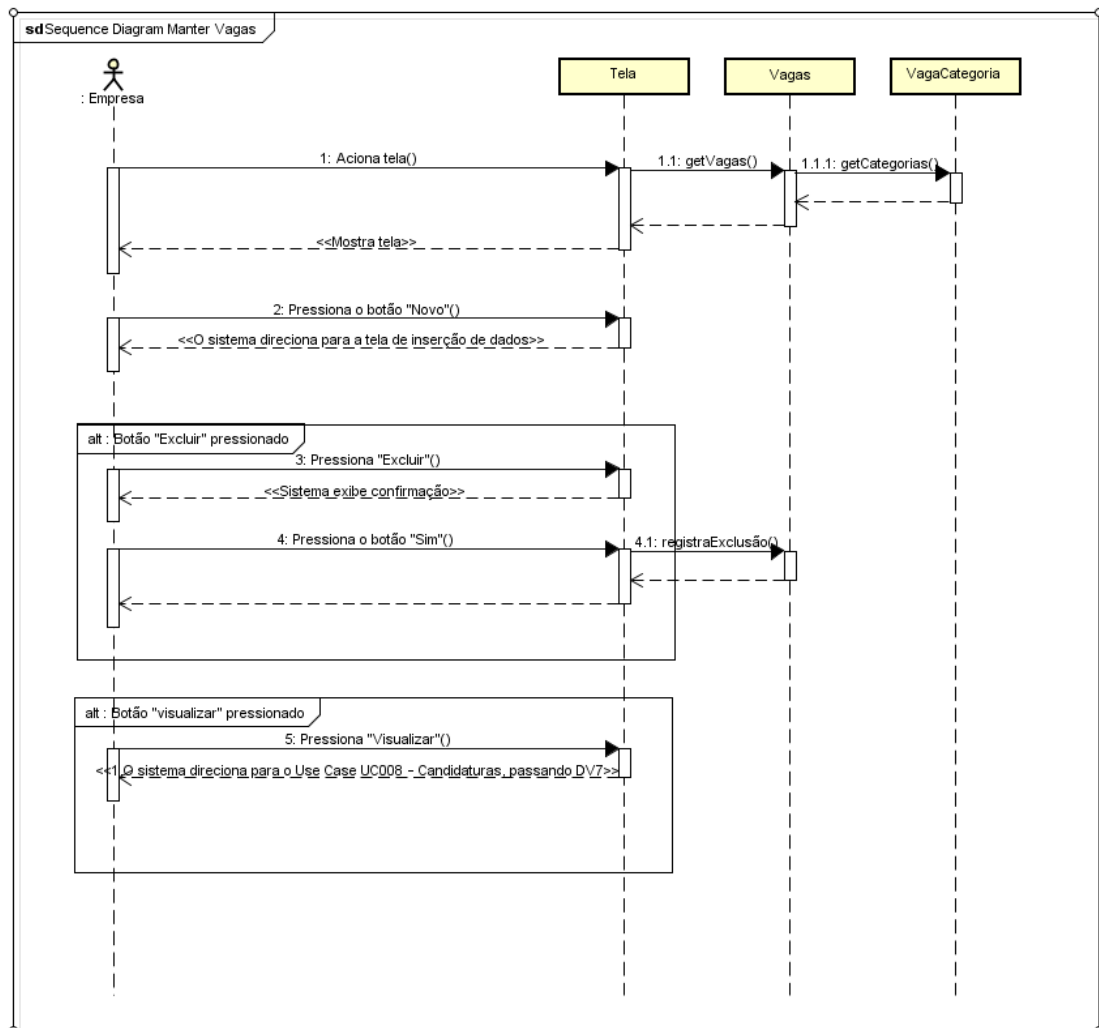 sdSequence Diagram Manter Vagas
: Empresa
Tela
Vagas
VagaCategoria
1: Aciona tela()
1.1: getVagas()
1.1.1: getCategorias()
<<Mostra tela>>
2: Pressiona o botão "Novo"()
<<O sistema direciona para a tela de inserção de dados>>
alt : Botão "Excluir" pressionado
3: Pressiona "Excluir"()
<<Sistema exibe confirmação>>
4: Pressiona o botão "Sim"()
4.1: registraExclusão()
alt : Botão "visualizar" pressionado
5: Pressiona "Visualizar"()
<<1.O sistema direciona para o Use Case UC008 - Candidaturas, passando DV7>>